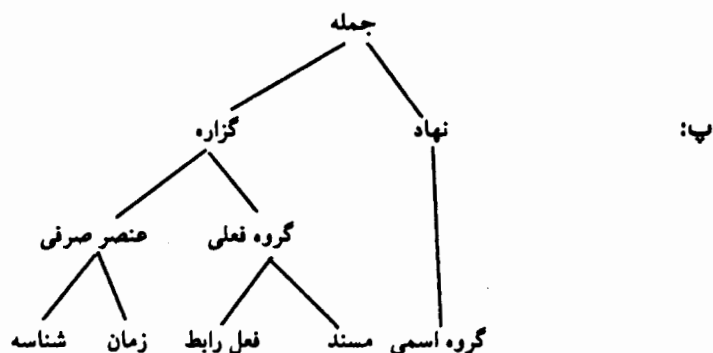 جمله
پ: نهاد گزاره
گروه فعلی عنصر صرفی
گروه اسمی مسند فعل رابط زمان شناسه